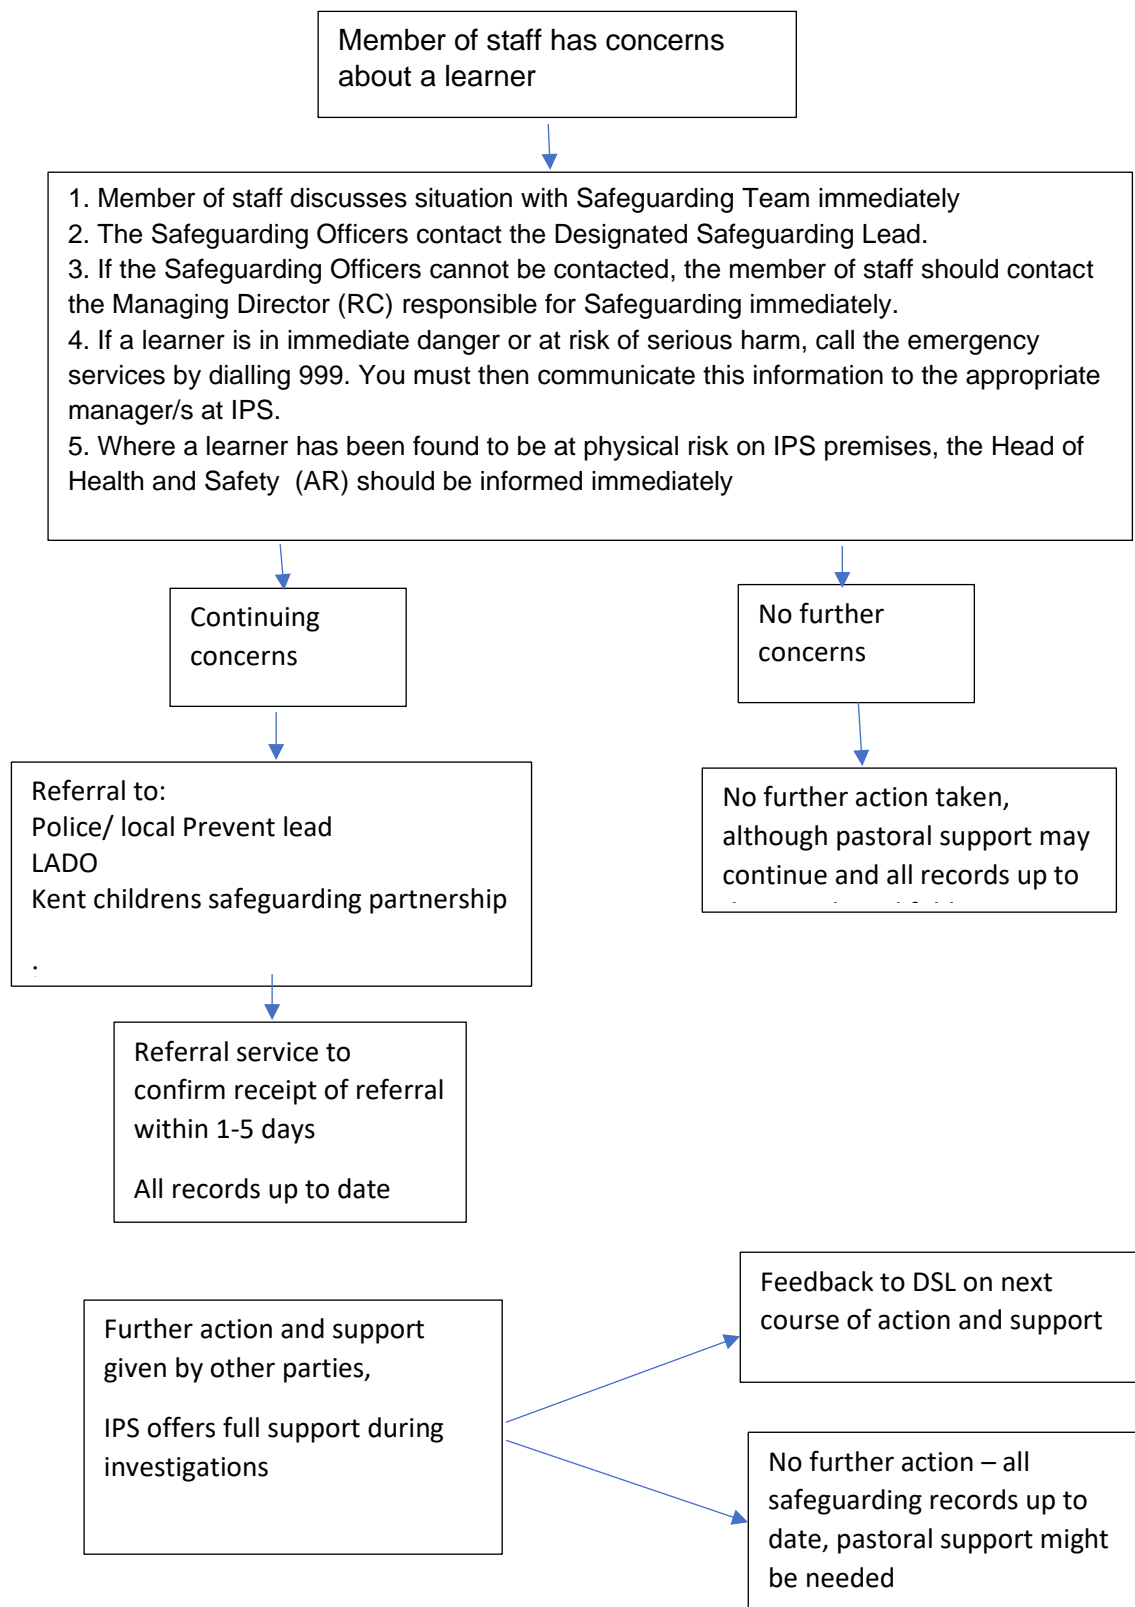 Member of staff has concerns
about a learner
1. Member of staff discusses situation with Safeguarding Team immediately
2. The Safeguarding Officers contact the Designated Safeguarding Lead.
3. If the Safeguarding Officers cannot be contacted, the member of staff should contact
the Managing Director (RC) responsible for Safeguarding immediately.
4. If a learner is in immediate danger or at risk of serious harm, call the emergency
services by dialling 999. You must then communicate this information to the appropriate
manager/s at IPS.
5. Where a learner has been found to be at physical risk on IPS premises, the Head of
Health and Safety  (AR) should be informed immediately
Continuing
concerns
No further
concerns
Referral to:
Police/ local Prevent lead
LADO
Kent childrens safeguarding partnership
.
No further action taken,
although pastoral support may
continue and all records up to
Referral service to
confirm receipt of referral
within 1-5 days
All records up to date
Further action and support
given by other parties,
IPS offers full support during
investigations
Feedback to DSL on next
course of action and support
No further action – all
safeguarding records up to
date, pastoral support might
be needed